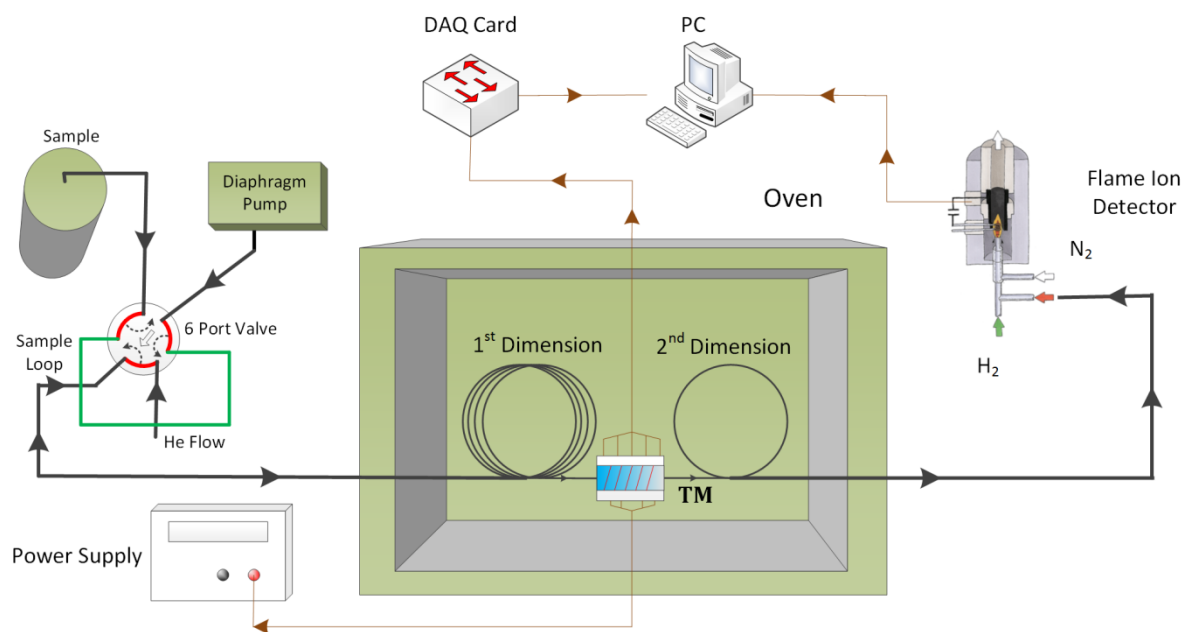 DAQ Card
PC
Sample
Diaphragm
Pump
Oven
Flame Ion
Detector
N2
6 Port Valve
Sample
Loop
1st Dimension
2nd Dimension
H2
He Flow
TM
Power Supply